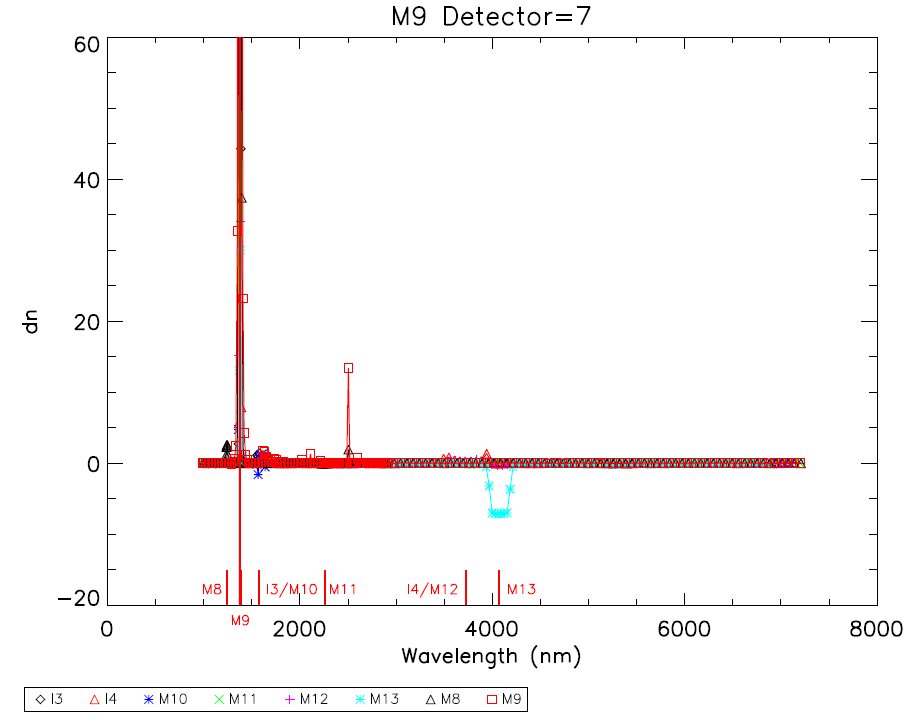 M9 Detector=7
60
40
20
0
-20
dn
M8 I3/M10 M11 I4/M12 M13
M9
0 2000 4000 6000 8000
Wavelength (nm)
I3 I4 M10 M11 M12 M13 M8 M9